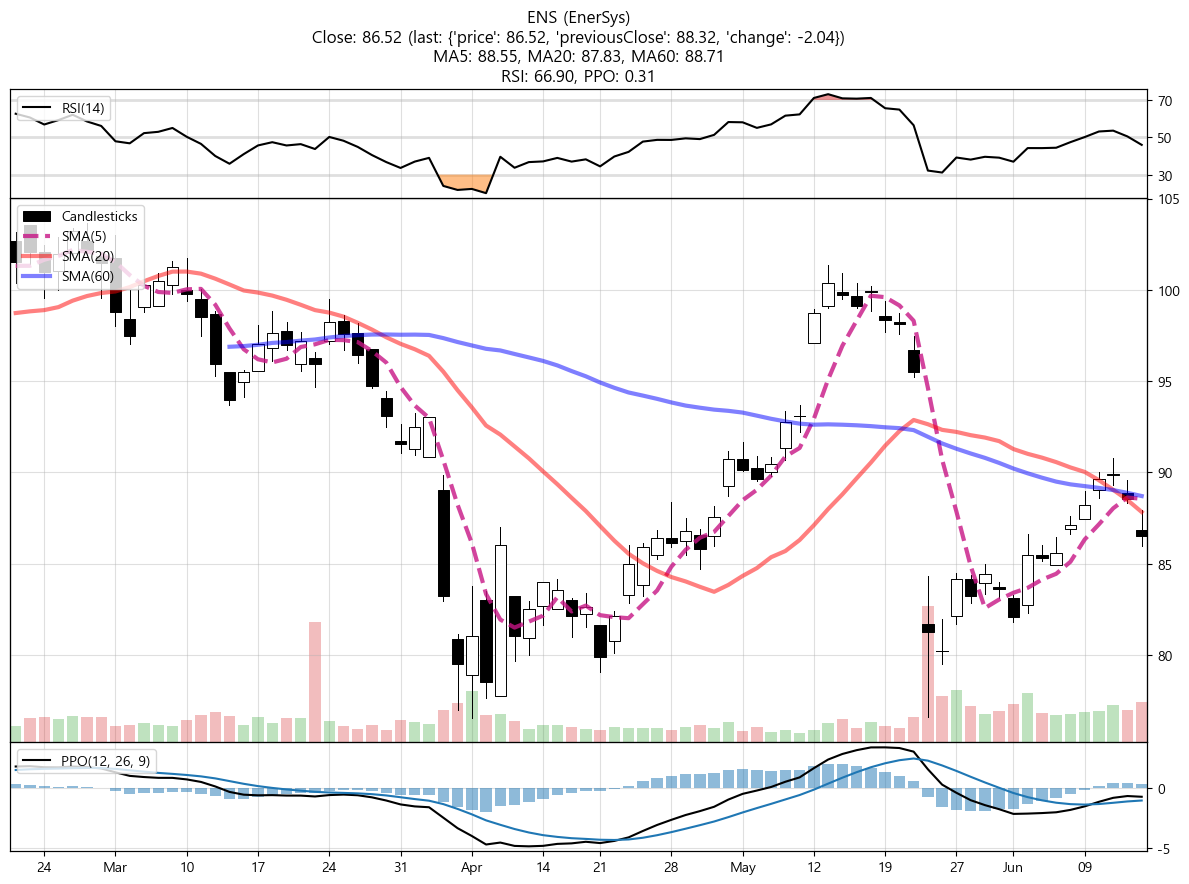 ENS (EnerSys)
Close: 86.52 (last: {'price': 86.52, 'previousClose': 88.32, 'change': -2.04})
MA5: 88.55, MA20: 87.83, MA60: 88.71
RSI: 66.90, PPO: 0.31
RSI(14)
70
50
30
Candlesticks
SMA(5)
SMA(20)
SMA(60)
105
100
95
90
85
80
PPO(12, 26, 9)
0
-5
24 Mar 10 17 24 31 Apr 14 21 28 May 12 19 27 Jun 09